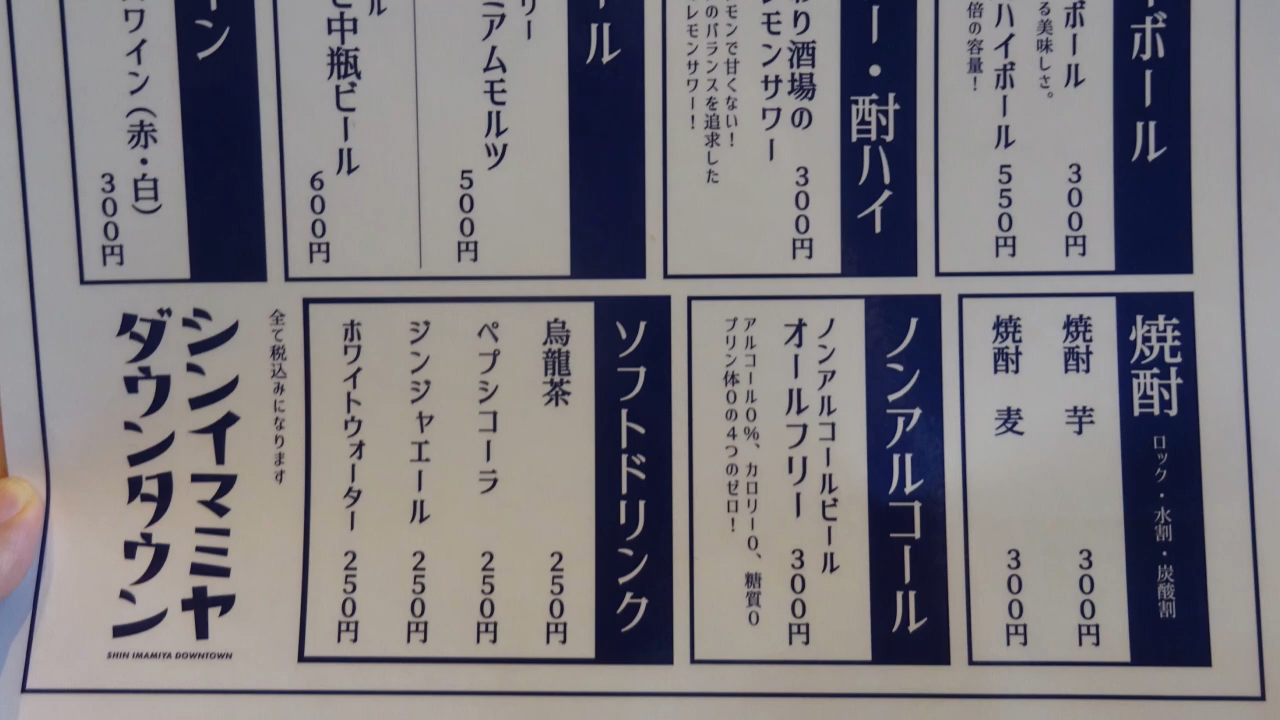 ボール
ボール 300円
る美味しさ。
ハイボール 550円
倍の容量!
ー・酎ハイ
り酒場の
モンサワー 300円
モンで甘くない!
のバランスを追求した
レモンサワー!
ル
リー
ミアムモルツ 500円
ル
中瓶ビール 600円
ン
ワイン(赤・白) 300円
焼酎 ロック・水割・炭酸割
焼酎 芋 300円
焼酎 麦 300円
ノンアルコール
ノンアルコールビール
オールフリー 300円
アルコール0%、カロリー0、糖質0
プリン体0の4つのゼロ!
ソフトドリンク
烏龍茶 250円
ペプシコーラ 250円
ジンジャエール 250円
ホワイトウォーター 250円
全て税込みになります
シンイマミヤ
ダウンタウン
SHIN IMAMIYA DOWNTOWN